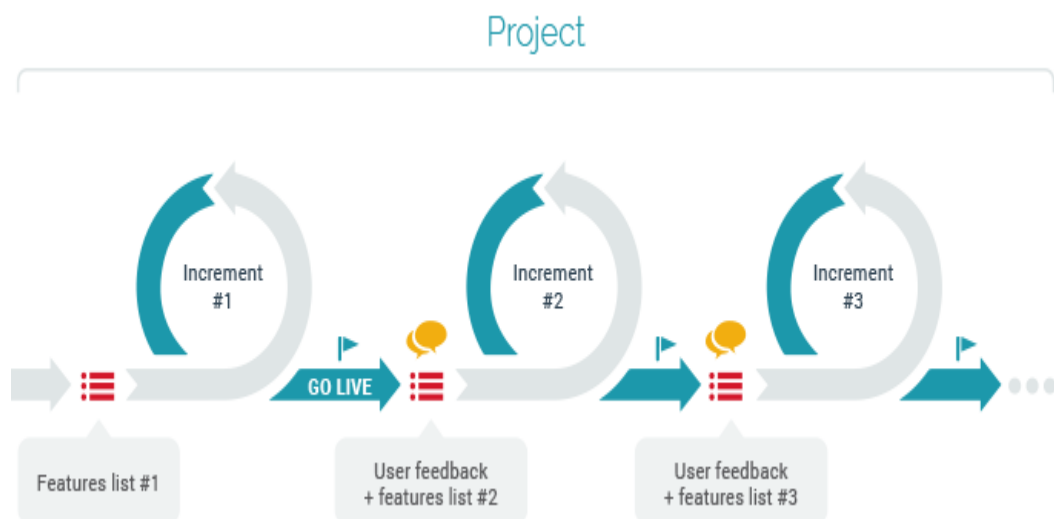 Project
Increment
#1
Increment
#2
Increment
#3
GO LIVE
Features list #1
User feedback
+ features list #2
User feedback
+ features list #3